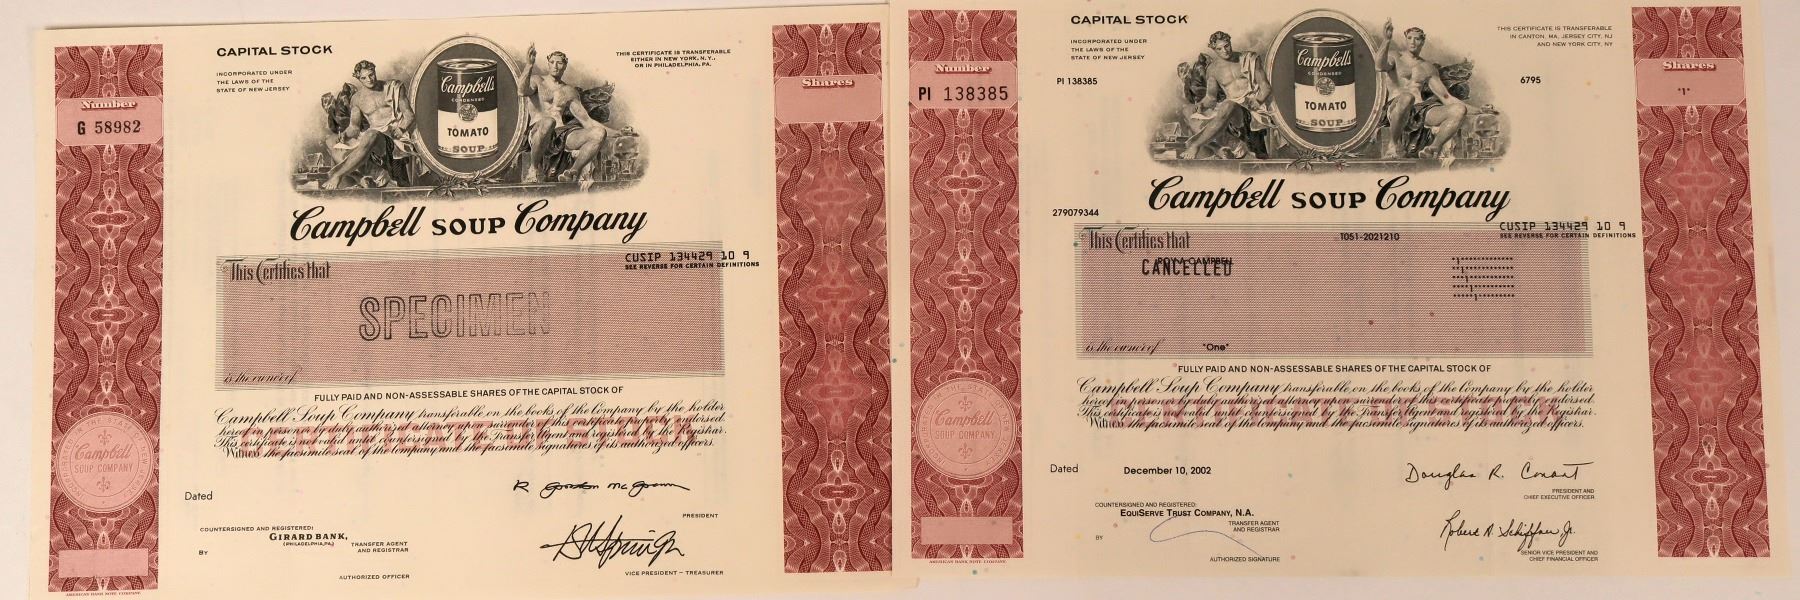 CAPITAL STOCK
INCORPORATED UNDER
THE LAWS OF THE
STATE OF NEW JERSEY
THIS CERTIFICATE IS TRANSFERABLE
EITHER IN NEW YORK, N.Y.,
OR IN PHILADELPHIA, PA.
Number
G 58982
Shares
Campbell's
CONDENSED
TOMATO
SOUP
Campbell SOUP Company
CUSIP 134429 10 9
SEE REVERSE FOR CERTAIN DEFINITIONS
This Certifies that
SPECIMEN
is the owner of
FULLY PAID AND NON-ASSESSABLE SHARES OF THE CAPITAL STOCK OF
Campbell Soup Company transferable on the books of the Company by the holder
hereof in person or by duly authorized attorney upon surrender of this certificate properly endorsed.
This certificate is not valid until countersigned by the Transfer Agent and registered by the Registrar.
Witness the facsimile seal of the Company and the facsimile signatures of its authorized officers.
Campbell
SOUP COMPANY
Dated
PRESIDENT
COUNTERSIGNED AND REGISTERED:
GIRARD BANK,
(PHILADELPHIA, PA.)
TRANSFER AGENT
AND REGISTRAR
BY
AUTHORIZED OFFICER
VICE PRESIDENT – TREASURER
AMERICAN BANK NOTE COMPANY
CAPITAL STOCK
INCORPORATED UNDER
THE LAWS OF THE
STATE OF NEW JERSEY
THIS CERTIFICATE IS TRANSFERABLE
IN CANTON, MA, JERSEY CITY, NJ
AND NEW YORK CITY, NY
Number
PI 138385
PI 138385
6795
Shares
*1*
Campbell's
CONDENSED
TOMATO
SOUP
Campbell SOUP Company
279079344
CUSIP 134429 10 9
SEE REVERSE FOR CERTAIN DEFINITIONS
This Certifies that
T051-2021210
CANCELLED
is the owner of
*One*
FULLY PAID AND NON-ASSESSABLE SHARES OF THE CAPITAL STOCK OF
Campbell Soup Company transferable on the books of the Company by the holder
hereof in person or by duly authorized attorney upon surrender of this certificate properly endorsed.
This certificate is not valid until countersigned by the Transfer Agent and registered by the Registrar.
Witness the facsimile seal of the Company and the facsimile signatures of its authorized officers.
Campbell
SOUP COMPANY
Dated December 10, 2002
Douglas R. Conant
PRESIDENT AND
CHIEF EXECUTIVE OFFICER
COUNTERSIGNED AND REGISTERED:
EQUISERVE TRUST COMPANY, N.A.
TRANSFER AGENT
AND REGISTRAR
BY
AUTHORIZED SIGNATURE
Robert A. Schiffner Jr.
SENIOR VICE PRESIDENT AND
CHIEF FINANCIAL OFFICER
AMERICAN BANK NOTE COMPANY